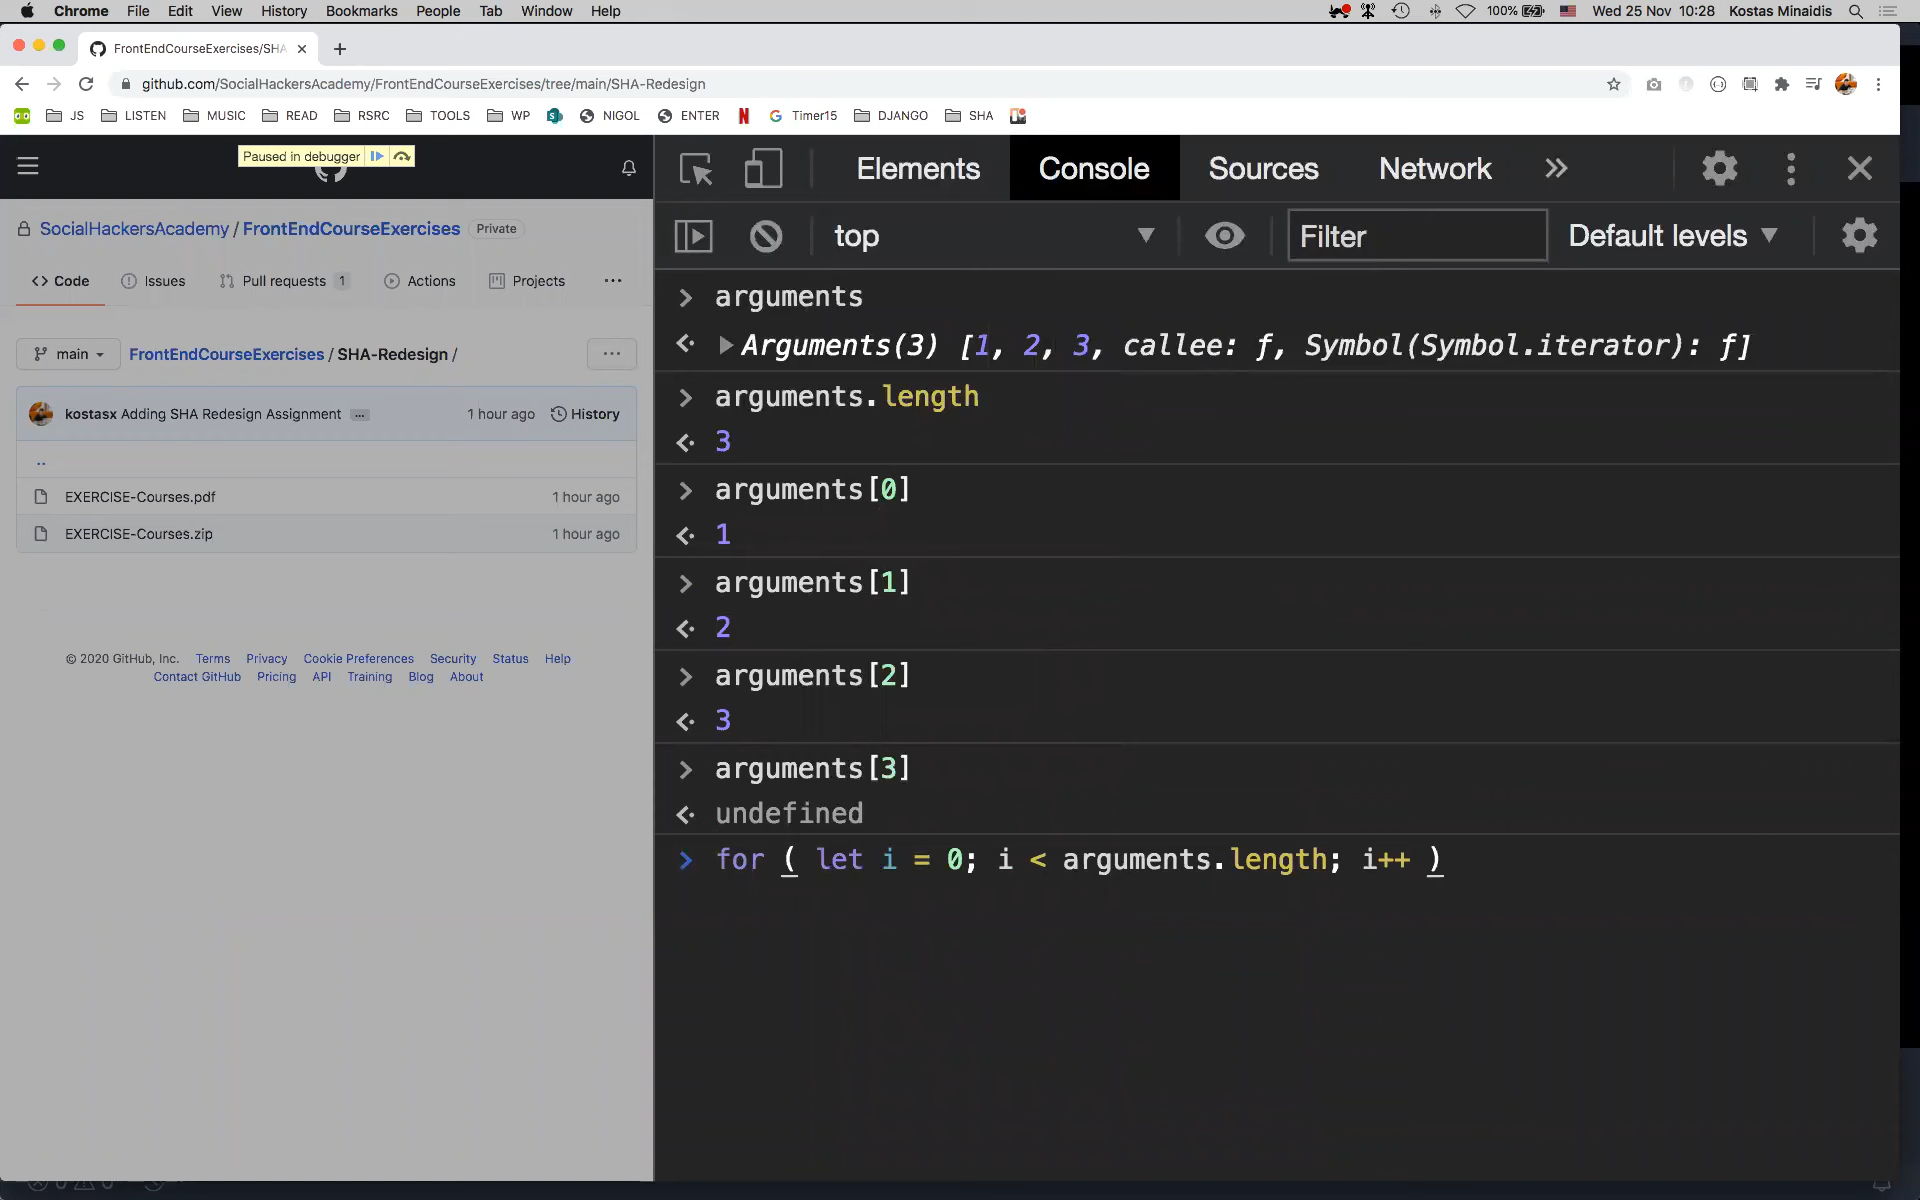 Chrome File Edit View History Bookmarks People Tab Window Help 100% Wed 25 Nov 10:28 Kostas Minaidis
FrontEndCourseExercises/SHA
github.com/SocialHackersAcademy/FrontEndCourseExercises/tree/main/SHA-Redesign
JS LISTEN MUSIC READ RSRC TOOLS WP NIGOL ENTER Timer15 DJANGO SHA
Paused in debugger
SocialHackersAcademy / FrontEndCourseExercises Private
<> Code Issues Pull requests 1 Actions Projects ...
main FrontEndCourseExercises / SHA-Redesign / ...
kostasx Adding SHA Redesign Assignment ... 1 hour ago History
..
EXERCISE-Courses.pdf 1 hour ago
EXERCISE-Courses.zip 1 hour ago
© 2020 GitHub, Inc. Terms Privacy Cookie Preferences Security Status Help
Contact GitHub Pricing API Training Blog About
Elements Console Sources Network »
top Filter Default levels ▼
> arguments
<· ▶Arguments(3) [1, 2, 3, callee: f, Symbol(Symbol.iterator): f]
> arguments.length
<· 3
> arguments[0]
<· 1
> arguments[1]
<· 2
> arguments[2]
<· 3
> arguments[3]
<· undefined
> for ( let i = 0; i < arguments.length; i++ )